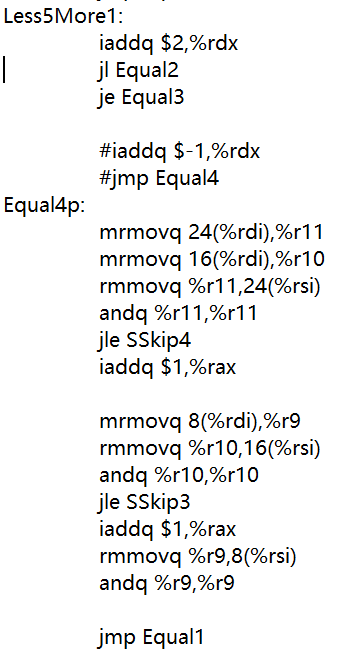 Less5More1:
iaddq $2,%rdx
jl Equal2
je Equal3
#iaddq $-1,%rdx
#jmp Equal4
Equal4p:
mrmovq 24(%rdi),%r11
mrmovq 16(%rdi),%r10
rmmovq %r11,24(%rsi)
andq %r11,%r11
jle SSkip4
iaddq $1,%rax
mrmovq 8(%rdi),%r9
rmmovq %r10,16(%rsi)
andq %r10,%r10
jle SSkip3
iaddq $1,%rax
rmmovq %r9,8(%rsi)
andq %r9,%r9
jmp Equal1